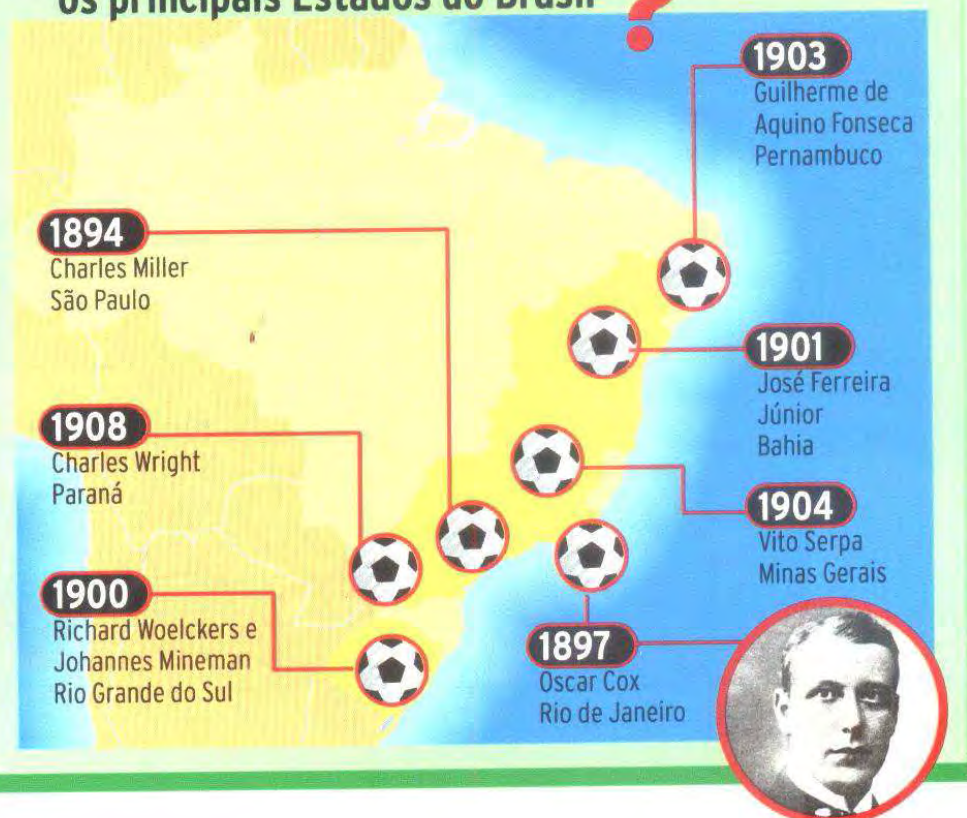 os principais Estados do Brasil
?
1903
Guilherme de
Aquino Fonseca
Pernambuco
1894
Charles Miller
São Paulo
1901
José Ferreira
Júnior
Bahia
1908
Charles Wright
Paraná
1904
Vito Serpa
Minas Gerais
1900
Richard Woelckers e
Johannes Mineman
Rio Grande do Sul
1897
Oscar Cox
Rio de Janeiro